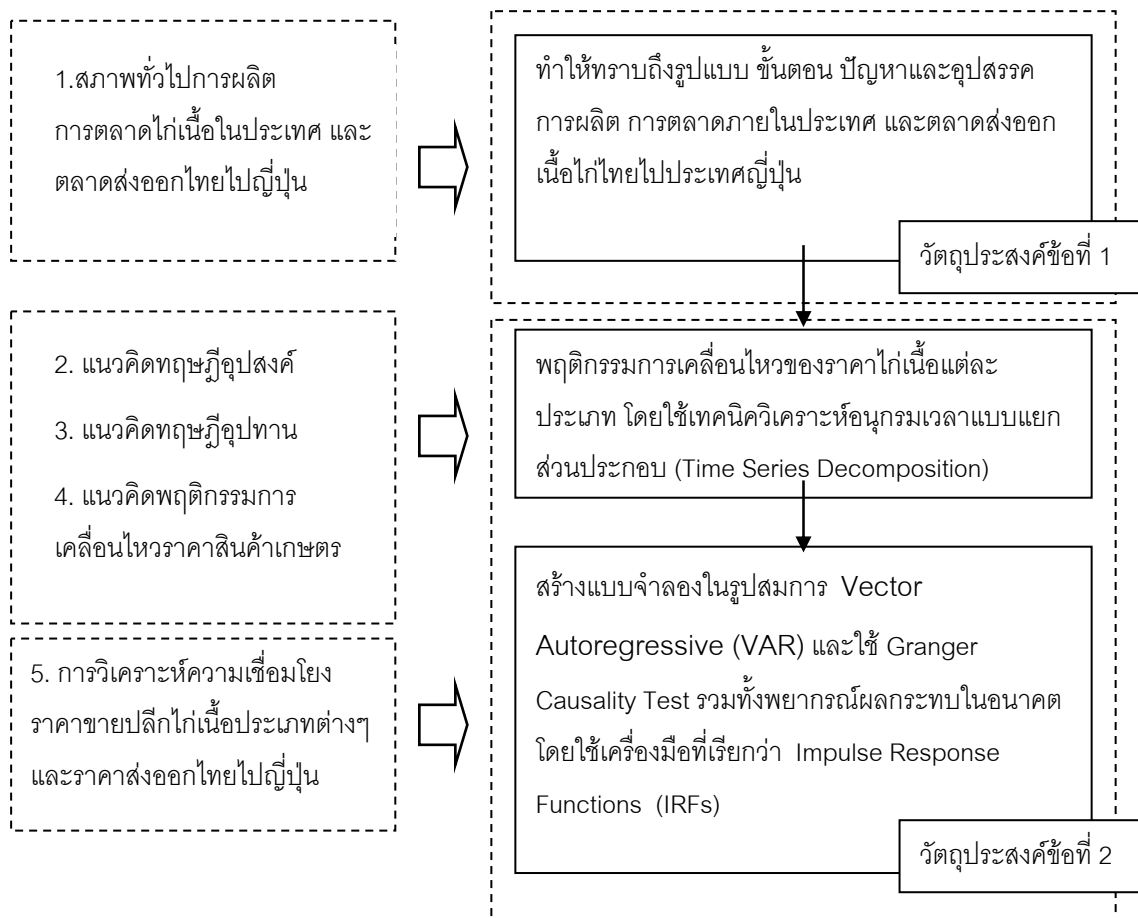 1.สภาพทั่วไปการผลิต
การตลาดไก่เนื้อในประเทศ และ
ตลาดส่งออกไทยไปญี่ปุ่น
ทำให้ทราบถึงรูปแบบ ขั้นตอน ปัญหาและอุปสรรค
การผลิต การตลาดภายในประเทศ และตลาดส่งออก
เนื้อไก่ไทยไปประเทศญี่ปุ่น
วัตถุประสงค์ข้อที่ 1
2. แนวคิดทฤษฎีอุปสงค์
3. แนวคิดทฤษฎีอุปทาน
4. แนวคิดพฤติกรรมการ
เคลื่อนไหวราคาสินค้าเกษตร
พฤติกรรมการเคลื่อนไหวของราคาไก่เนื้อแต่ละ
ประเภท โดยใช้เทคนิควิเคราะห์อนุกรมเวลาแบบแยก
ส่วนประกอบ (Time Series Decomposition)
5. การวิเคราะห์ความเชื่อมโยง
ราคาขายปลีกไก่เนื้อประเภทต่างๆ
และราคาส่งออกไทยไปญี่ปุ่น
สร้างแบบจำลองในรูปสมการ Vector
Autoregressive (VAR) และใช้ Granger
Causality Test รวมทั้งพยากรณ์ผลกระทบในอนาคต
โดยใช้เครื่องมือที่เรียกว่า Impulse Response
Functions (IRFs)
วัตถุประสงค์ข้อที่ 2